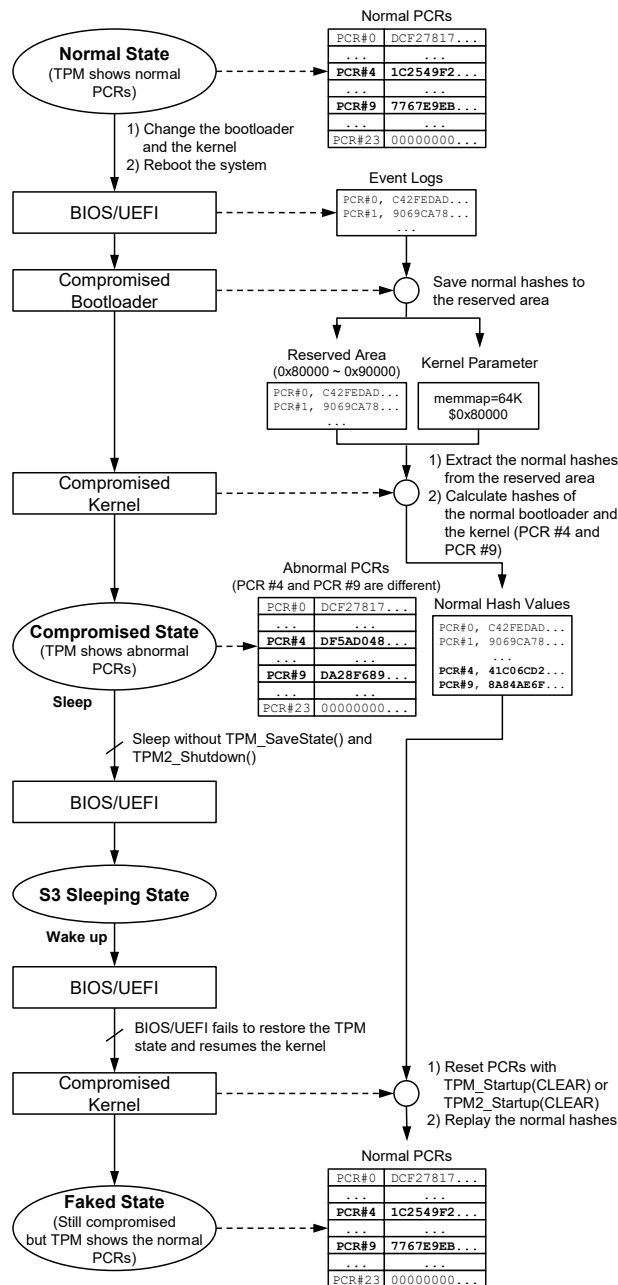 Normal PCRs
PCR#0 DCF27817...
... ...
PCR#4 1C2549F2...
... ...
PCR#9 7767E9EB...
... ...
PCR#23 00000000...
Normal State
(TPM shows normal
PCRs)
1) Change the bootloader
and the kernel
2) Reboot the system
Event Logs
PCR#0, C42FEDAD...
PCR#1, 9069CA78...
...
BIOS/UEFI
Compromised
Bootloader
Save normal hashes to
the reserved area
Reserved Area
(0x80000 ~ 0x90000)
PCR#0, C42FEDAD...
PCR#1, 9069CA78...
...
Kernel Parameter
memmap=64K
$0x80000
Compromised
Kernel
1) Extract the normal hashes
from the reserved area
2) Calculate hashes of
the normal bootloader and
the kernel (PCR #4 and
PCR #9)
Abnormal PCRs
(PCR #4 and PCR #9 are different)
PCR#0 DCF27817...
... ...
PCR#4 DF5AD048...
... ...
PCR#9 DA28F689...
... ...
PCR#23 00000000...
Normal Hash Values
PCR#0, C42FEDAD...
PCR#1, 9069CA78...
...
PCR#4, 41C06CD2...
PCR#9, 8A84AE6F...
Compromised State
(TPM shows abnormal
PCRs)
Sleep
Sleep without TPM_SaveState() and
TPM2_Shutdown()
BIOS/UEFI
S3 Sleeping State
Wake up
BIOS/UEFI
BIOS/UEFI fails to restore the TPM
state and resumes the kernel
Compromised
Kernel
1) Reset PCRs with
TPM_Startup(CLEAR) or
TPM2_Startup(CLEAR)
2) Replay the normal hashes
Normal PCRs
PCR#0 DCF27817...
... ...
PCR#4 1C2549F2...
... ...
PCR#9 7767E9EB...
... ...
PCR#23 00000000...
Faked State
(Still compromised
but TPM shows the normal
PCRs)